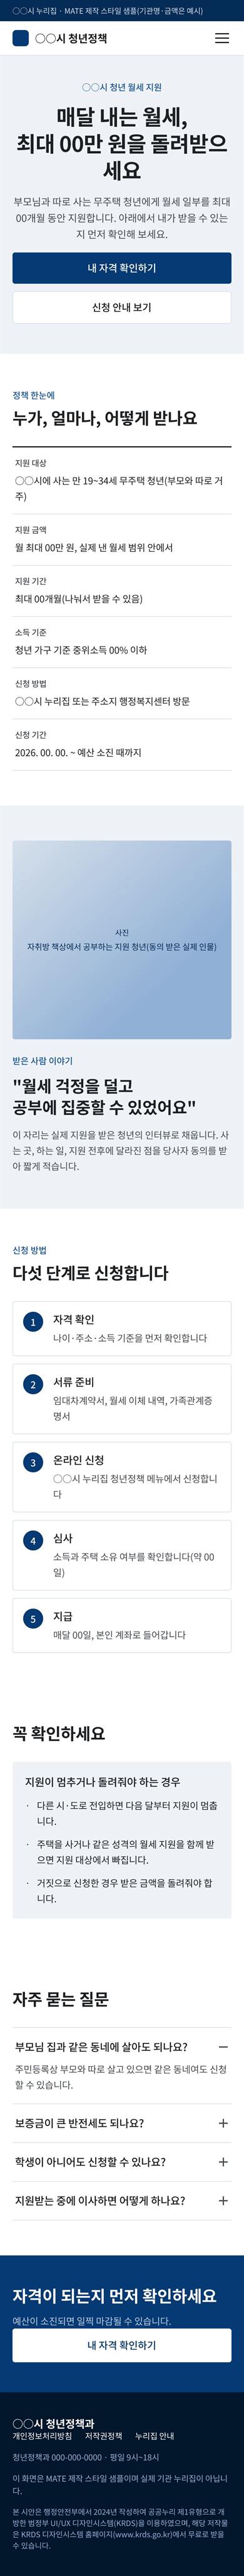 ○○시 누리집 · MATE 제작 스타일 샘플(기관명·금액은 예시)
○○시 청년정책
○○시 청년 월세 지원
매달 내는 월세,
최대 00만 원을 돌려받으
세요
부모님과 따로 사는 무주택 청년에게 월세 일부를 최대
00개월 동안 지원합니다. 아래에서 내가 받을 수 있는
지 먼저 확인해 보세요.
내 자격 확인하기
신청 안내 보기
정책 한눈에
누가, 얼마나, 어떻게 받나요
지원 대상
○○시에 사는 만 19~34세 무주택 청년(부모와 따로 거
주)
지원 금액
월 최대 00만 원, 실제 낸 월세 범위 안에서
지원 기간
최대 00개월(나눠서 받을 수 있음)
소득 기준
청년 가구 기준 중위소득 00% 이하
신청 방법
○○시 누리집 또는 주소지 행정복지센터 방문
신청 기간
2026. 00. 00. ~ 예산 소진 때까지
사진
자취방 책상에서 공부하는 지원 청년(동의 받은 실제 인물)
받은 사람 이야기
"월세 걱정을 덜고
공부에 집중할 수 있었어요"
이 자리는 실제 지원을 받은 청년의 인터뷰로 채웁니다. 사
는 곳, 하는 일, 지원 전후에 달라진 점을 당사자 동의를 받
아 짧게 적습니다.
신청 방법
다섯 단계로 신청합니다
1
자격 확인
나이·주소·소득 기준을 먼저 확인합니다
2
서류 준비
임대차계약서, 월세 이체 내역, 가족관계증
명서
3
온라인 신청
○○시 누리집 청년정책 메뉴에서 신청합니
다
4
심사
소득과 주택 소유 여부를 확인합니다(약 00
일)
5
지급
매달 00일, 본인 계좌로 들어갑니다
꼭 확인하세요
지원이 멈추거나 돌려줘야 하는 경우
· 다른 시·도로 전입하면 다음 달부터 지원이 멈춥
니다.
· 주택을 사거나 같은 성격의 월세 지원을 함께 받
으면 지원 대상에서 빠집니다.
· 거짓으로 신청한 경우 받은 금액을 돌려줘야 합
니다.
자주 묻는 질문
부모님 집과 같은 동네에 살아도 되나요?
주민등록상 부모와 따로 살고 있으면 같은 동네여도 신청
할 수 있습니다.
보증금이 큰 반전세도 되나요?
학생이 아니어도 신청할 수 있나요?
지원받는 중에 이사하면 어떻게 하나요?
자격이 되는지 먼저 확인하세요
예산이 소진되면 일찍 마감될 수 있습니다.
내 자격 확인하기
○○시 청년정책과
개인정보처리방침 저작권정책 누리집 안내
청년정책과 000-000-0000 · 평일 9시~18시
이 화면은 MATE 제작 스타일 샘플이며 실제 기관 누리집이 아닙니
다.
본 시안은 행정안전부에서 2024년 작성하여 공공누리 제1유형으로 개
방한 범정부 UI/UX 디자인시스템(KRDS)을 이용하였으며, 해당 저작물
은 KRDS 디자인시스템 홈페이지(www.krds.go.kr)에서 무료로 받을
수 있습니다.